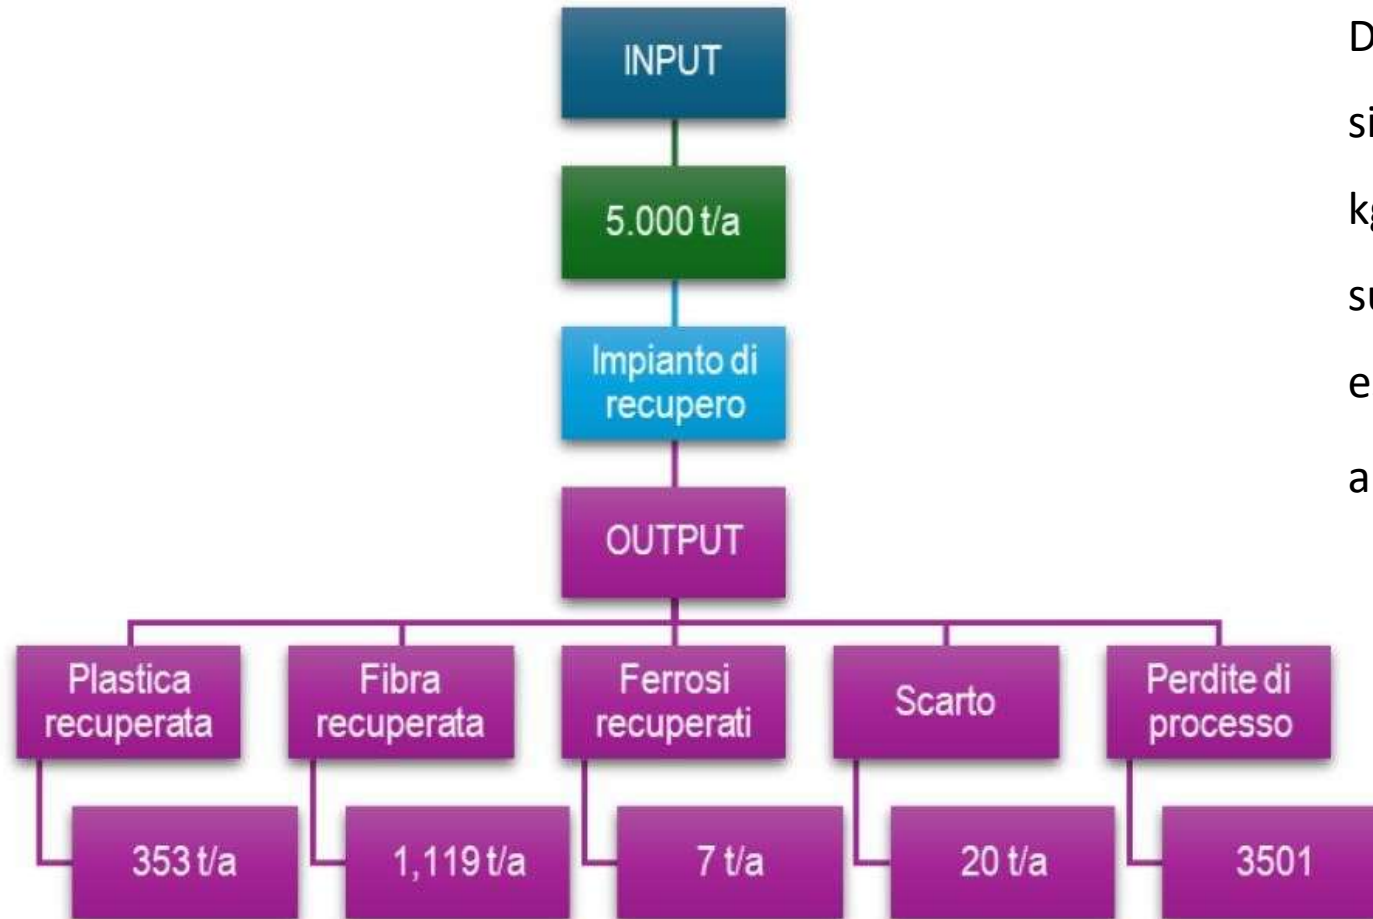 INPUT
5.000 t/a
Impianto di
recupero
OUTPUT
Plastica
recuperata
353 t/a
Fibra
recuperata
1,119 t/a
Ferrosi
recuperati
7 t/a
Scarto
20 t/a
Perdite di
processo
3501